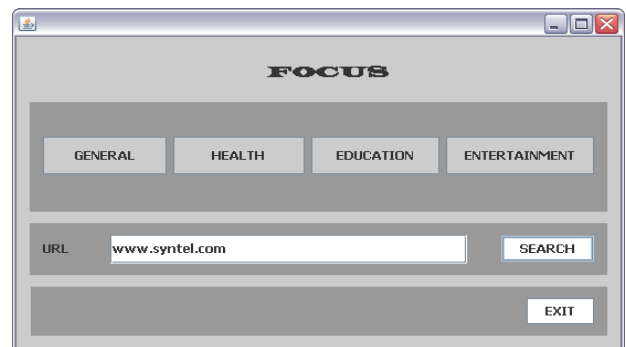 FOCUS
GENERAL HEALTH EDUCATION ENTERTAINMENT
URL www.syntel.com SEARCH
EXIT